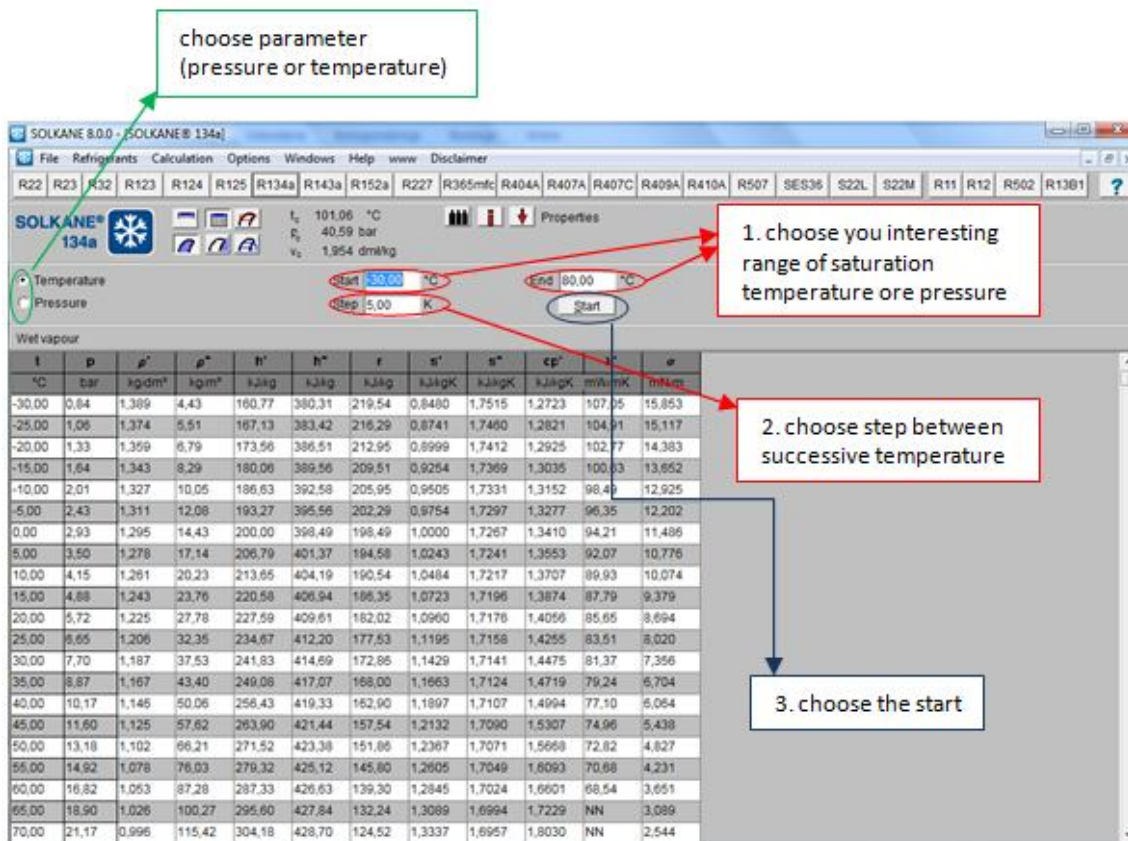 choose parameter
(pressure or temperature)
SOLKANE 8.0.0 - [SOLKANE® 134a]
File Refrigerants Calculation Options Windows Help www Disclaimer
R22 R23 R32 R123 R124 R125 R134a R143a R152a R227 R365mfc R404A R407A R407C R409A R410A R507 SES36 S22L S22M R11 R12 R502 R13B1 ?
SOLKANE®
134a
tc 101,06 °C
pc 40,59 bar
vc 1,954 dm³/kg
Properties
1. choose you interesting
range of saturation
temperature ore pressure
Temperature Start -30,00 °C End 80,00 °C
Pressure Step 5,00 K Start
Wet vapour
t p ρ' ρ" h' h" r s' s" cp' σ
°C bar kg/dm³ kg/m³ kJ/kg kJ/kg kJ/kg kJ/kgK kJ/kgK kJ/kgK mW/mK mN/m
-30,00 0,84 1,389 4,43 160,77 380,31 219,54 0,8480 1,7515 1,2723 107,05 15,853
-25,00 1,06 1,374 5,51 167,13 383,42 216,29 0,8741 1,7460 1,2821 104,91 15,117
-20,00 1,33 1,359 6,79 173,56 386,51 212,95 0,8999 1,7412 1,2925 102,77 14,383
-15,00 1,64 1,343 8,29 180,06 389,56 209,51 0,9254 1,7369 1,3035 100,63 13,652
-10,00 2,01 1,327 10,05 186,63 392,58 205,95 0,9505 1,7331 1,3152 98,49 12,925
-5,00 2,43 1,311 12,08 193,27 395,56 202,29 0,9754 1,7297 1,3277 96,35 12,202
0,00 2,93 1,295 14,43 200,00 398,49 198,49 1,0000 1,7267 1,3410 94,21 11,486
5,00 3,50 1,278 17,14 206,79 401,37 194,58 1,0243 1,7241 1,3553 92,07 10,776
10,00 4,15 1,261 20,23 213,65 404,19 190,54 1,0484 1,7217 1,3707 89,93 10,074
15,00 4,88 1,243 23,76 220,58 406,94 186,35 1,0723 1,7196 1,3874 87,79 9,379
20,00 5,72 1,225 27,78 227,59 409,61 182,02 1,0960 1,7176 1,4056 85,65 8,694
25,00 6,65 1,206 32,35 234,67 412,20 177,53 1,1195 1,7158 1,4255 83,51 8,020
30,00 7,70 1,187 37,53 241,83 414,69 172,86 1,1429 1,7141 1,4475 81,37 7,356
35,00 8,87 1,167 43,40 249,08 417,07 168,00 1,1663 1,7124 1,4719 79,24 6,704
40,00 10,17 1,146 50,06 256,43 419,33 162,90 1,1897 1,7107 1,4994 77,10 6,064
45,00 11,60 1,125 57,62 263,90 421,44 157,54 1,2132 1,7090 1,5307 74,96 5,438
50,00 13,18 1,102 66,21 271,52 423,38 151,86 1,2367 1,7071 1,5668 72,82 4,827
55,00 14,92 1,078 76,03 279,32 425,12 145,80 1,2605 1,7049 1,6093 70,68 4,231
60,00 16,82 1,053 87,28 287,33 426,63 139,30 1,2845 1,7024 1,6601 68,54 3,651
65,00 18,90 1,026 100,27 295,60 427,84 132,24 1,3089 1,6994 1,7229 NN 3,089
70,00 21,17 0,996 115,42 304,18 428,70 124,52 1,3337 1,6957 1,8030 NN 2,544
2. choose step between
successive temperature
3. choose the start